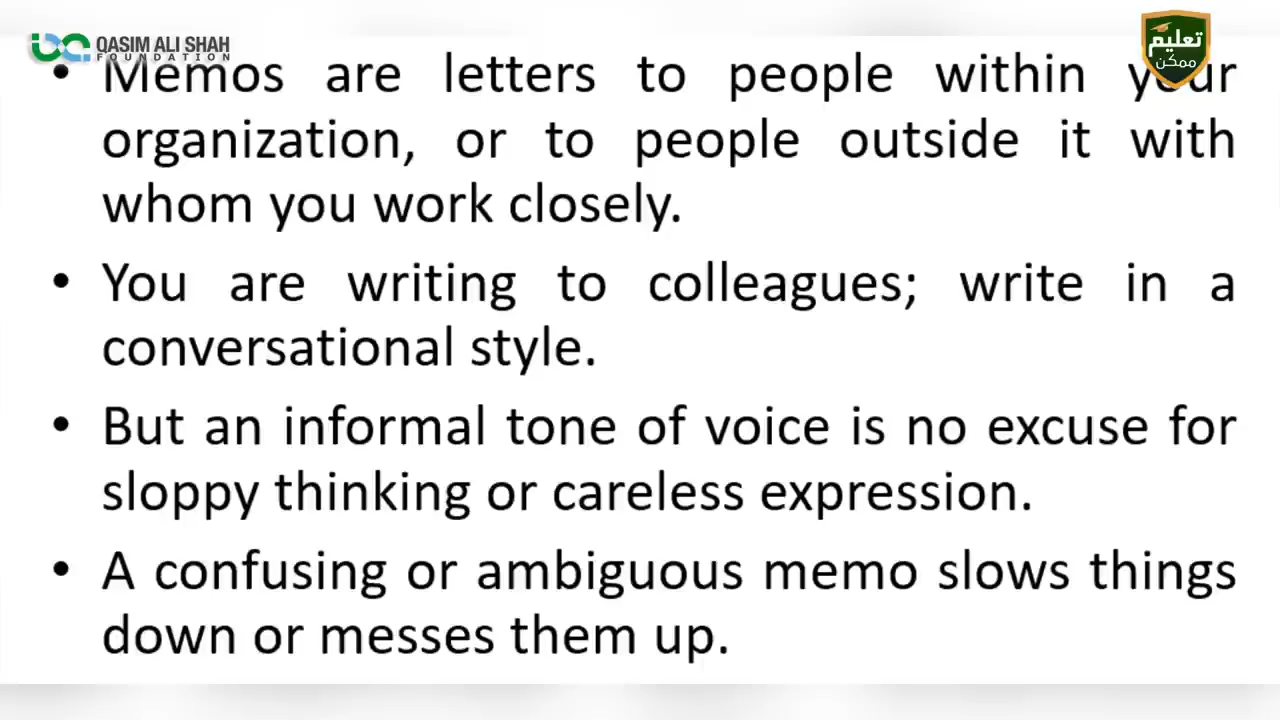 QASIM ALI SHAH
FOUNDATION
تعلیم
ممکن
• Memos are letters to people within your
organization, or to people outside it with
whom you work closely.
• You are writing to colleagues; write in a
conversational style.
• But an informal tone of voice is no excuse for
sloppy thinking or careless expression.
• A confusing or ambiguous memo slows things
down or messes them up.